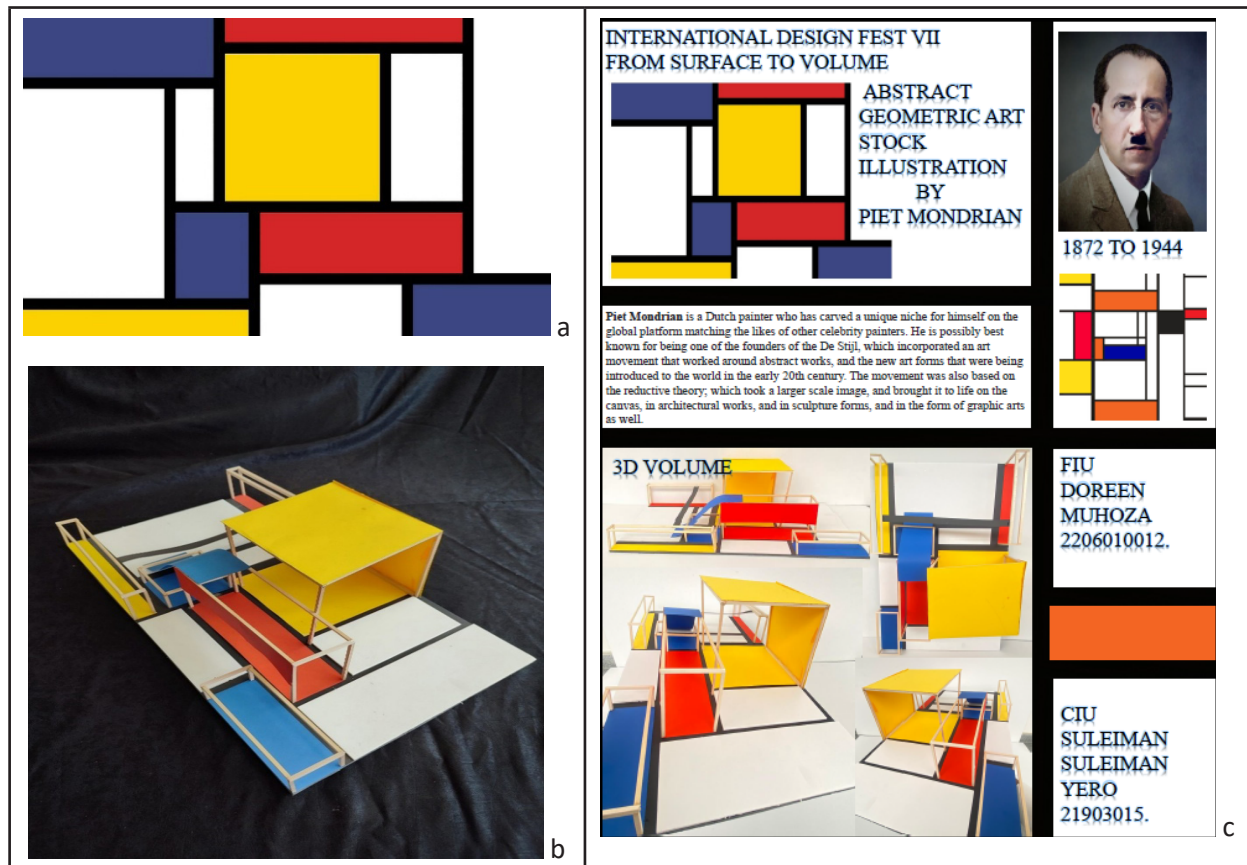 a
b
INTERNATIONAL DESIGN FEST VII
FROM SURFACE TO VOLUME
ABSTRACT
GEOMETRIC ART
STOCK
ILLUSTRATION
BY
PIET MONDRIAN
1872 TO 1944
Piet Mondrian is a Dutch painter who has carved a unique niche for himself on the
global platform matching the likes of other celebrity painters. He is possibly best
known for being one of the founders of the De Stijl, which incorporated an art
movement that worked around abstract works, and the new art forms that were being
introduced to the world in the early 20th century. The movement was also based on
the reductive theory; which took a larger scale image, and brought it to life on the
canvas, in architectural works, and in sculpture forms, and in the form of graphic arts
as well.
3D VOLUME
FIU
DOREEN
MUHOZA
2206010012.
CIU
SULEIMAN
SULEIMAN
YERO
21903015.
c